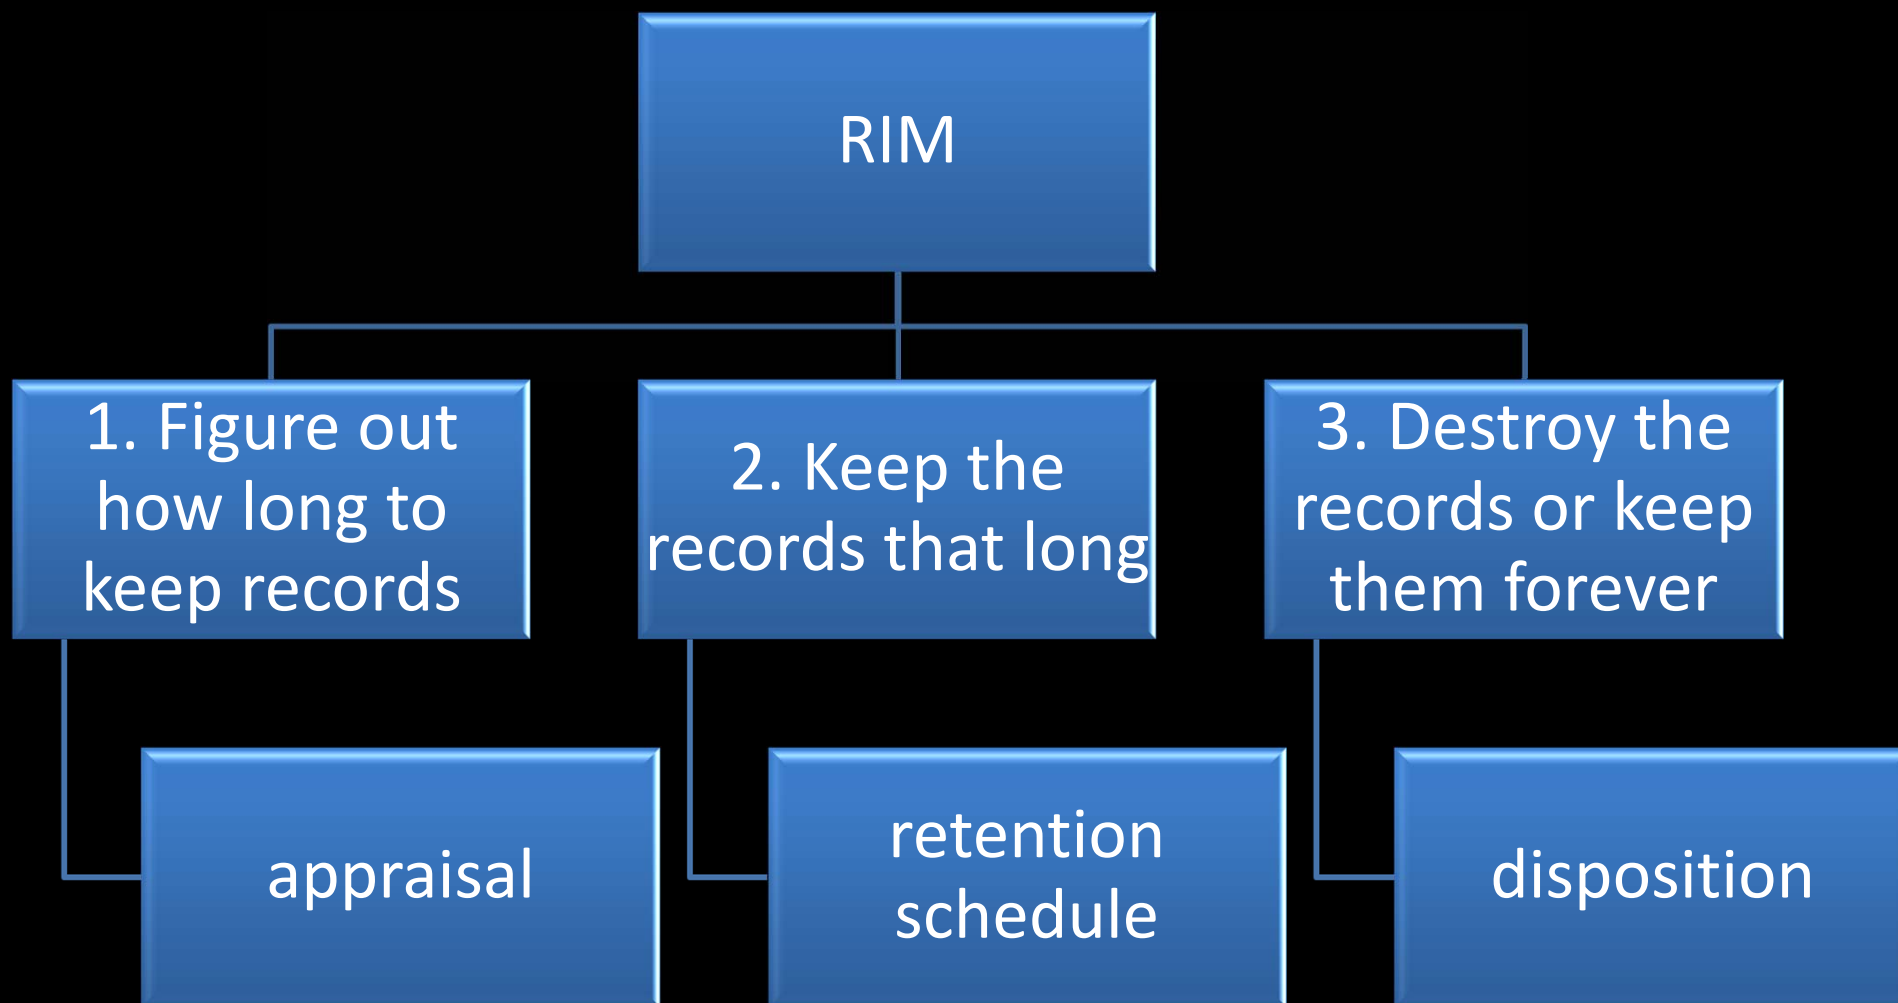 RIM
1. Figure out
how long to
keep records
2. Keep the
records that long
3. Destroy the
records or keep
them forever
appraisal
retention
schedule
disposition